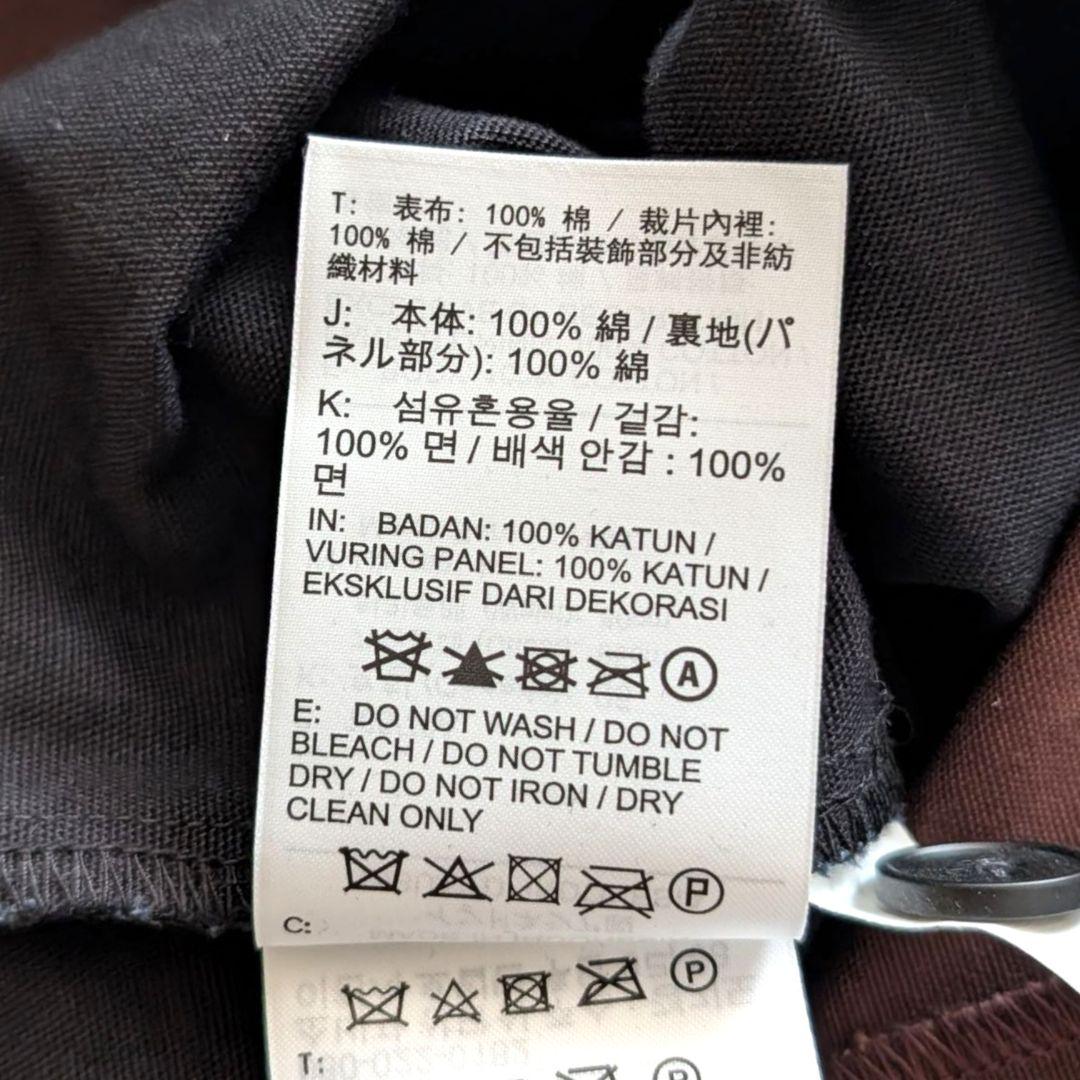 T: 表布: 100% 棉 / 裁片內裡:
100% 棉 / 不包括裝飾部分及非紡
織材料
J: 本体: 100% 綿 / 裏地(パ
ネル部分): 100% 綿
K: 섬유혼용율 / 겉감:
100% 면 / 배색 안감 : 100%
면
IN: BADAN: 100% KATUN /
VURING PANEL: 100% KATUN /
EKSKLUSIF DARI DEKORASI
A
E: DO NOT WASH / DO NOT
BLEACH / DO NOT TUMBLE
DRY / DO NOT IRON / DRY
CLEAN ONLY
P
C:
P
T:
P